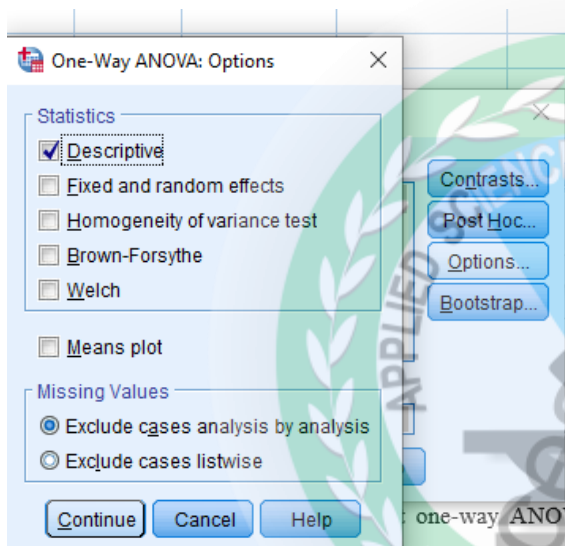 One-Way ANOVA: Options
Statistics
Descriptive
Fixed and random effects
Homogeneity of variance test
Brown-Forsythe
Welch
Means plot
Missing Values
Exclude cases analysis by analysis
Exclude cases listwise
Continue Cancel Help
Contrasts...
Post Hoc...
Options...
Bootstrap...
APPLIED
one-way